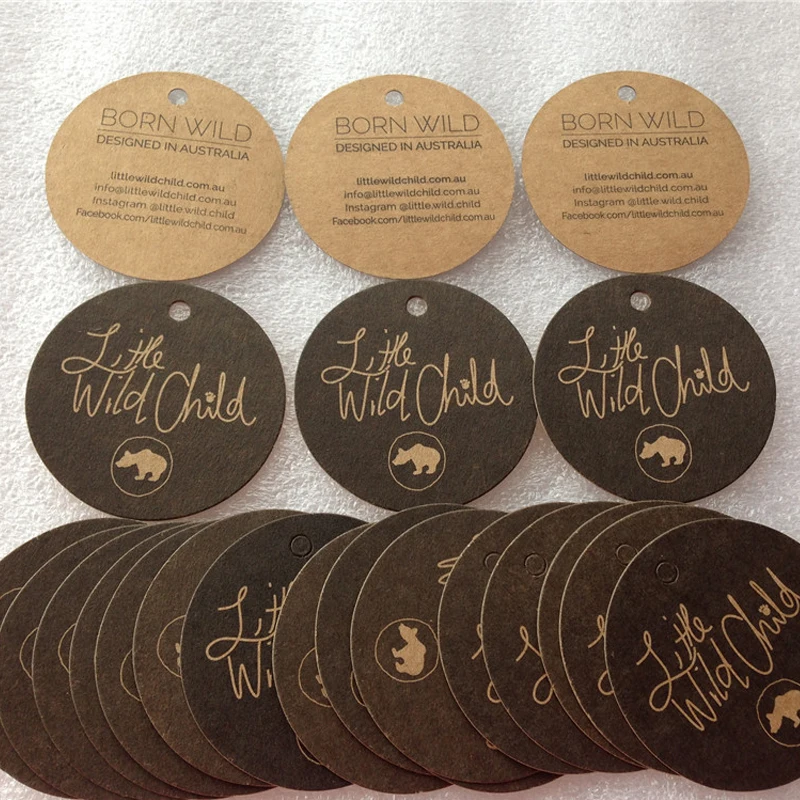 BORN WILD
DESIGNED IN AUSTRALIA
littlewildchild.com.au
info@littlewildchild.com.au
Instagram @little.wild.child
Facebook.com/littlewildchild.com.au
BORN WILD
DESIGNED IN AUSTRALIA
littlewildchild.com.au
info@littlewildchild.com.au
Instagram @little.wild.child
Facebook.com/littlewildchild.com.au
BORN WILD
DESIGNED IN AUSTRALIA
littlewildchild.com.au
info@littlewildchild.com.au
Instagram @little.wild.child
Facebook.com/littlewildchild.com.au
Little
Wild Child
Little
Wild Child
Little
Wild Child
Little
Wild Child